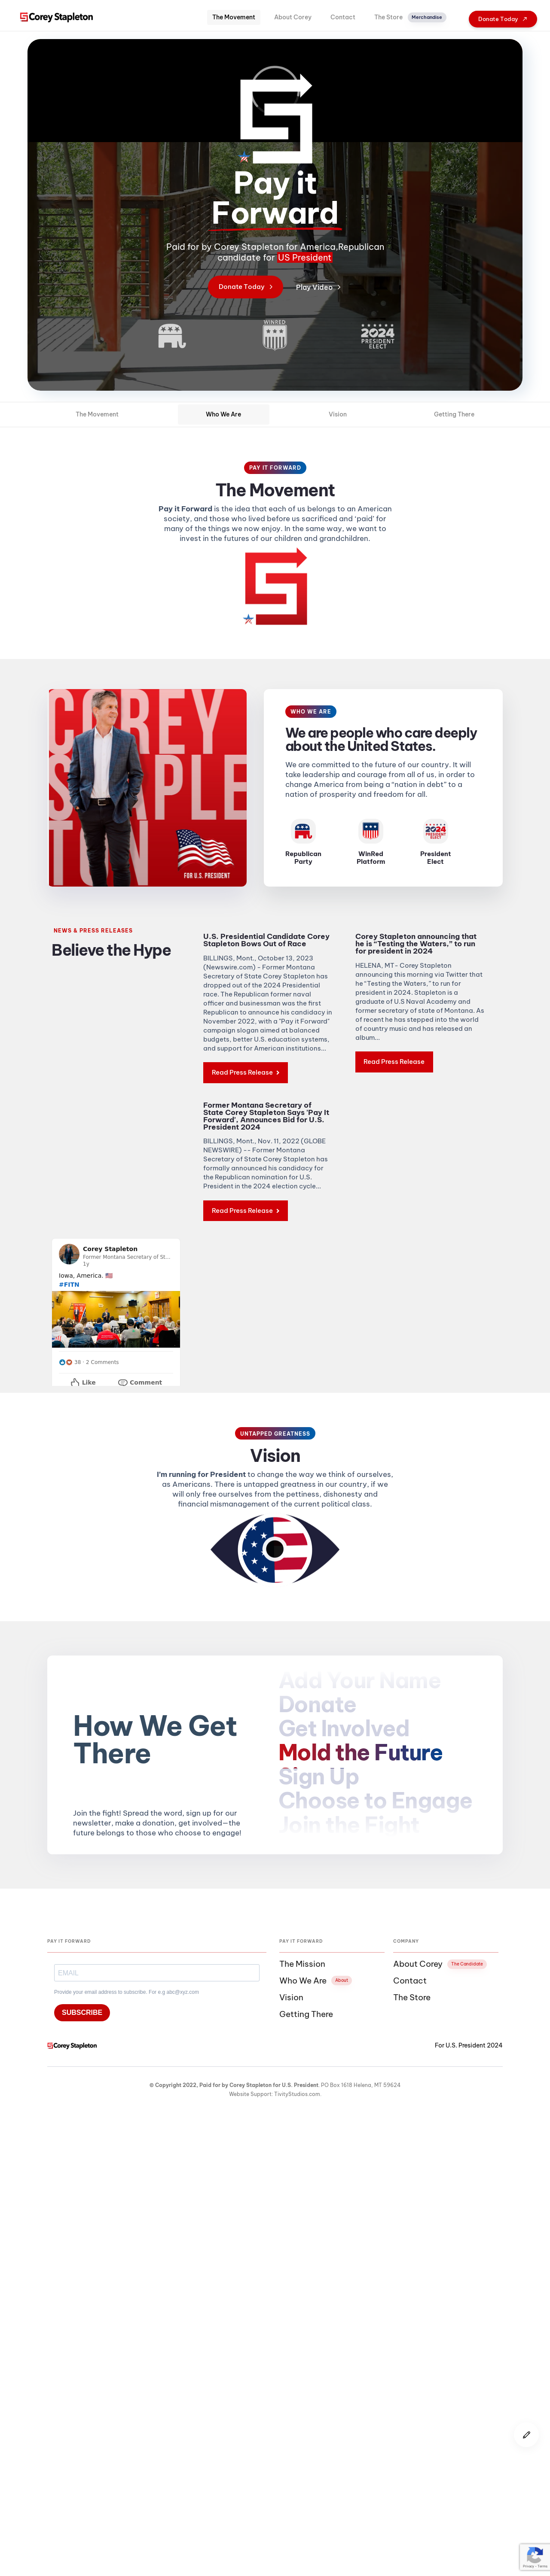 Corey Stapleton
The Movement
About Corey
Contact
The Store
Merchandise
Donate Today
Pay it
Forward
Paid for by Corey Stapleton for America,Republican
candidate for US President
Donate Today
Play Video
WINRED
2024
PRESIDENT
ELECT
The Movement
Who We Are
Vision
Getting There
PAY IT FORWARD
The Movement
Pay it Forward is the idea that each of us belongs to an American
society, and those who lived before us sacrificed and 'paid' for
many of the things we now enjoy. In the same way, we want to
invest in the futures of our children and grandchildren.
COREY
STAPLE
TON
FOR U.S. PRESIDENT
WHO WE ARE
We are people who care deeply
about the United States.
We are committed to the future of our country. It will
take leadership and courage from all of us, in order to
change America from being a “nation in debt” to a
nation of prosperity and freedom for all.
Republican
Party
WinRed
Platform
2024
President
Elect
NEWS & PRESS RELEASES
Believe the Hype
U.S. Presidential Candidate Corey
Stapleton Bows Out of Race
BILLINGS, Mont., October 13, 2023
(Newswire.com) - Former Montana
Secretary of State Corey Stapleton has
dropped out of the 2024 Presidential
race. The Republican former naval
officer and businessman was the first
Republican to announce his candidacy in
November 2022, with a "Pay it Forward"
campaign slogan aimed at balanced
budgets, better U.S. education systems,
and support for American institutions...
Read Press Release
Corey Stapleton announcing that
he is “Testing the Waters,” to run
for president in 2024
HELENA, MT– Corey Stapleton
announcing this morning via Twitter that
he “Testing the Waters,” to run for
president in 2024. Stapleton is a
graduate of U.S Naval Academy and
former secretary of state of Montana. As
of recent he has stepped into the world
of country music and has released an
album...
Read Press Release
Former Montana Secretary of
State Corey Stapleton Says 'Pay It
Forward', Announces Bid for U.S.
President 2024
BILLINGS, Mont., Nov. 11, 2022 (GLOBE
NEWSWIRE) -- Former Montana
Secretary of State Corey Stapleton has
formally announced his candidacy for
the Republican nomination for U.S.
President in the 2024 election cycle...
Read Press Release
Corey Stapleton
Former Montana Secretary of St...
1y
Iowa, America. 🇺🇸
#FITN
38 · 2 Comments
Like
Comment
UNTAPPED GREATNESS
Vision
I'm running for President to change the way we think of ourselves,
as Americans. There is untapped greatness in our country, if we
will only free ourselves from the pettiness, dishonesty and
financial mismanagement of the current political class.
How We Get
There
Join the fight! Spread the word, sign up for our
newsletter, make a donation, get involved—the
future belongs to those who choose to engage!
Add Your Name
Donate
Get Involved
Mold the Future
Sign Up
Choose to Engage
Join the Fight
PAY IT FORWARD
EMAIL
Provide your email address to subscribe. For e.g abc@xyz.com
SUBSCRIBE
PAY IT FORWARD
The Mission
Who We Are
About
Vision
Getting There
COMPANY
About Corey
The Candidate
Contact
The Store
Corey Stapleton
For U.S. President 2024
© Copyright 2022, Paid for by Corey Stapleton for U.S. President. PO Box 1618 Helena, MT 59624
Website Support: TivityStudios.com.
Privacy - Terms